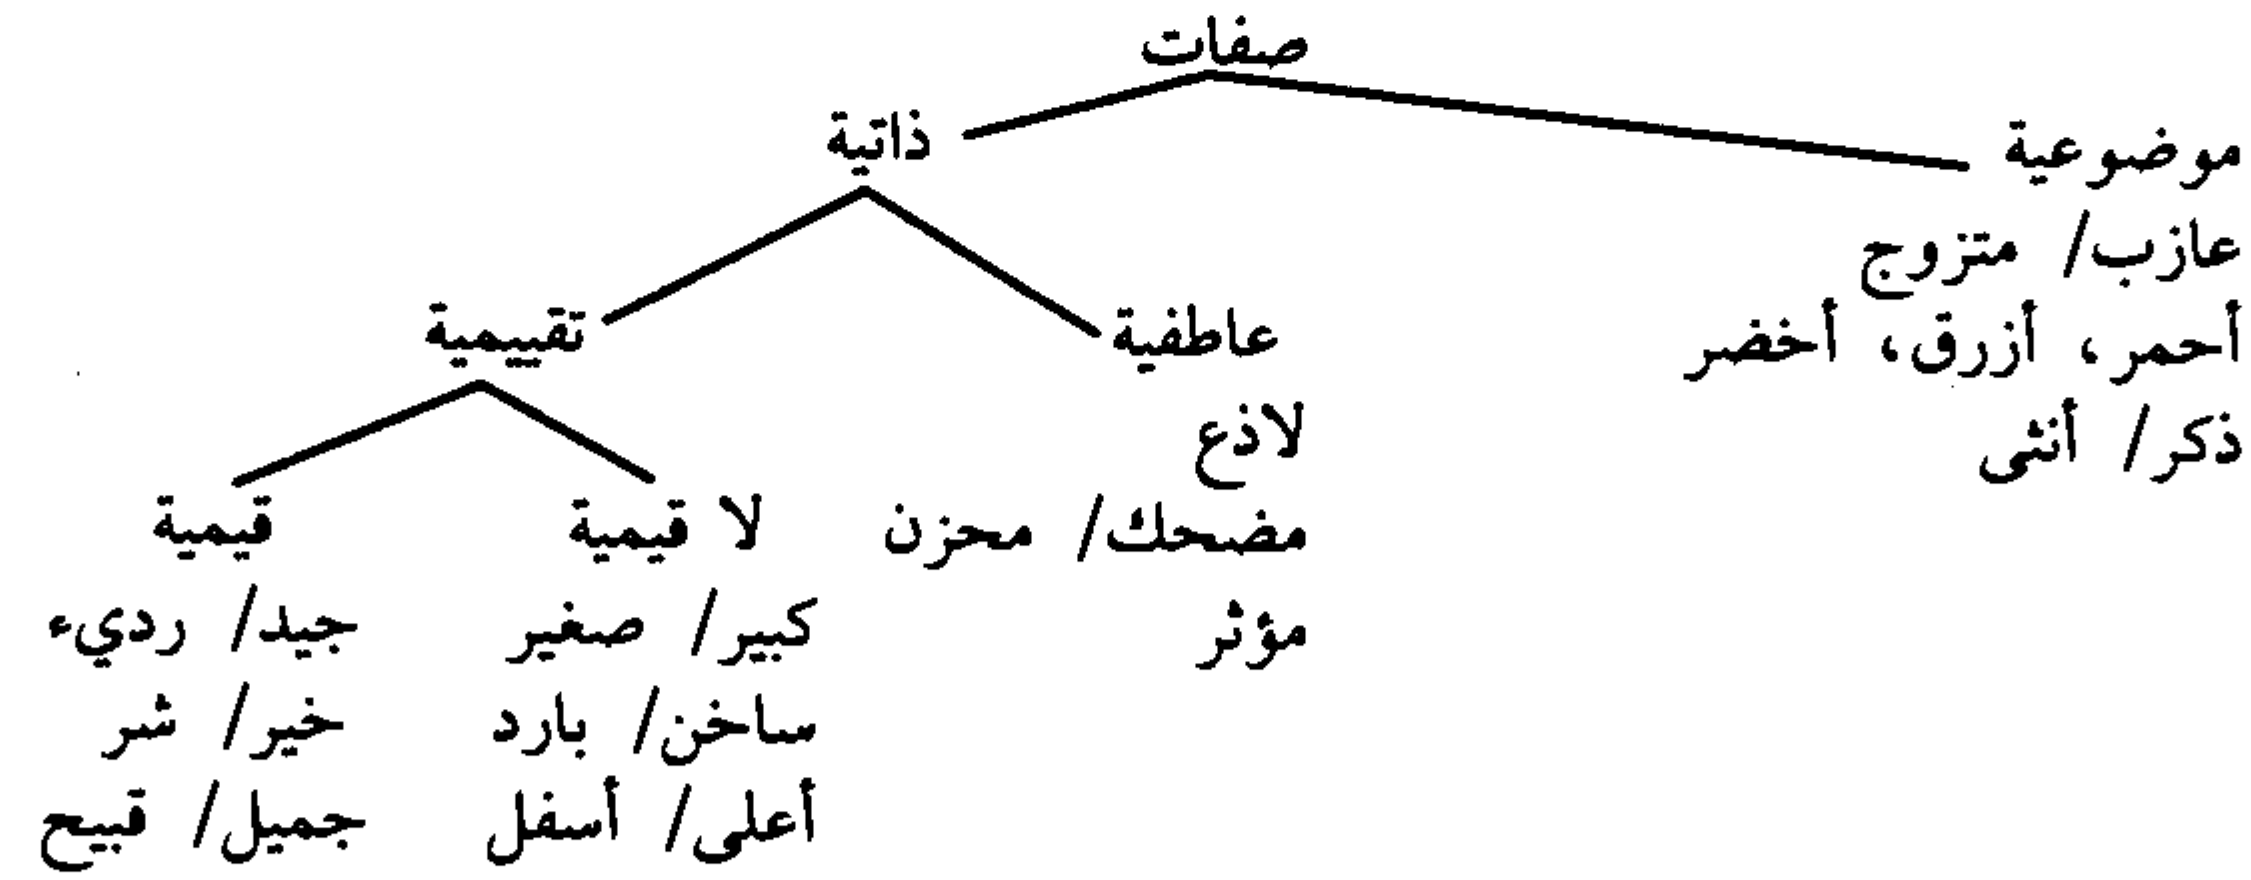 صفات
موضوعية
ذاتية
عازب/ متزوج
أحمر، أزرق، أخضر
ذكر/ أنثى
عاطفية
تقييمية
لاذع
مضحك/ محزن
مؤثر
لا قيمية
قيمية
كبير/ صغير
ساخن/ بارد
أعلى/ أسفل
جيد/ رديء
خير/ شر
جميل/ قبيح